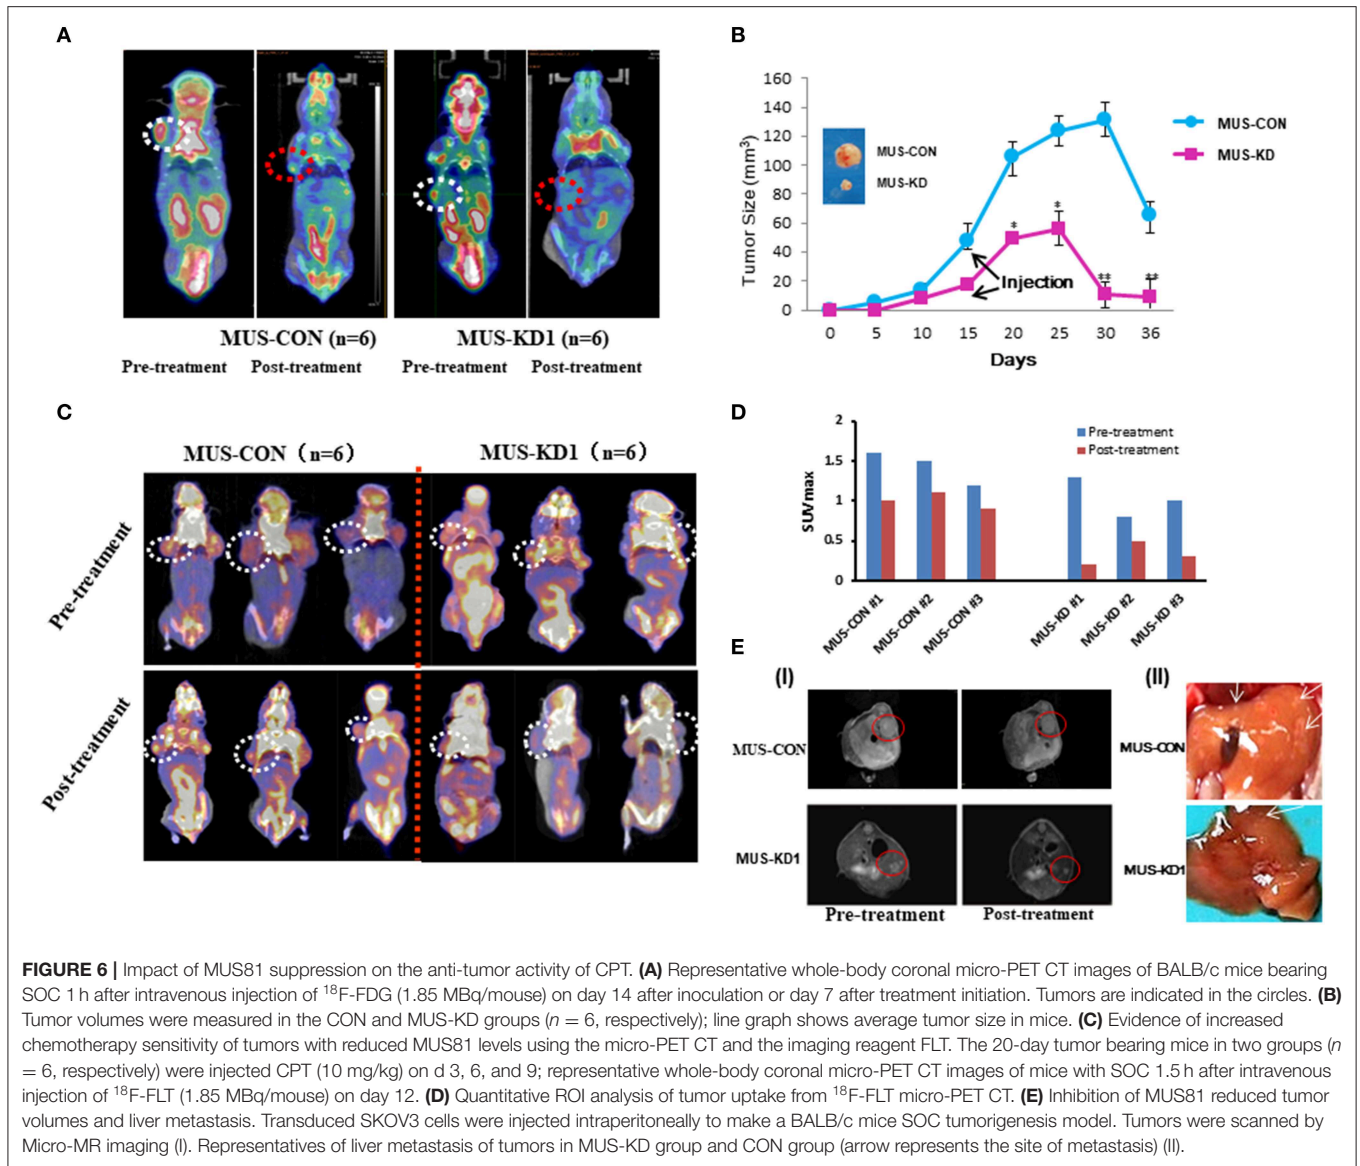 A
MUS-CON (n=6)
MUS-KD1 (n=6)
Pre-treatment
Post-treatment
Pre-treatment
Post-treatment
B
160
140
120
100
80
60
40
20
0
Tumor Size (mm³)
MUS-CON
MUS-KD
MUS-CON
MUS-KD
*
*
**
**
Injection
0
5
10
15
20
25
30
36
Days
C
MUS-CON (n=6)
MUS-KD1 (n=6)
Pre-treatment
Post-treatment
D
2
1.5
1
0.5
0
SUVmax
Pre-treatment
Post-treatment
MUS-CON #1
MUS-CON #2
MUS-CON #3
MUS-KD #1
MUS-KD #2
MUS-KD #3
E
(I)
(II)
MUS-CON
MUS-KD1
Pre-treatment
Post-treatment
MUS-CON
MUS-KD1
FIGURE 6 | Impact of MUS81 suppression on the anti-tumor activity of CPT. (A) Representative whole-body coronal micro-PET CT images of BALB/c mice bearing
SOC 1 h after intravenous injection of ¹⁸F-FDG (1.85 MBq/mouse) on day 14 after inoculation or day 7 after treatment initiation. Tumors are indicated in the circles. (B)
Tumor volumes were measured in the CON and MUS-KD groups (n = 6, respectively); line graph shows average tumor size in mice. (C) Evidence of increased
chemotherapy sensitivity of tumors with reduced MUS81 levels using the micro-PET CT and the imaging reagent FLT. The 20-day tumor bearing mice in two groups (n
= 6, respectively) were injected CPT (10 mg/kg) on d 3, 6, and 9; representative whole-body coronal micro-PET CT images of mice with SOC 1.5 h after intravenous
injection of ¹⁸F-FLT (1.85 MBq/mouse) on day 12. (D) Quantitative ROI analysis of tumor uptake from ¹⁸F-FLT micro-PET CT. (E) Inhibition of MUS81 reduced tumor
volumes and liver metastasis. Transduced SKOV3 cells were injected intraperitoneally to make a BALB/c mice SOC tumorigenesis model. Tumors were scanned by
Micro-MR imaging (I). Representatives of liver metastasis of tumors in MUS-KD group and CON group (arrow represents the site of metastasis) (II).